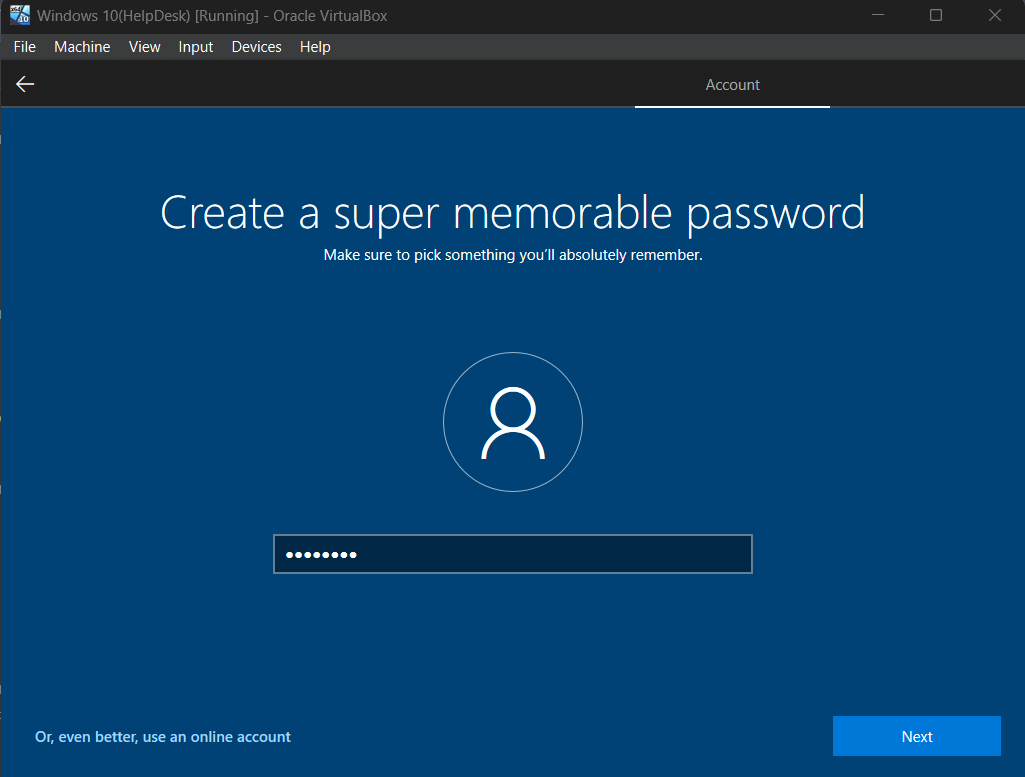 Windows 10(HelpDesk) [Running] - Oracle VirtualBox
File Machine View Input Devices Help
Account
Create a super memorable password
Make sure to pick something you'll absolutely remember.
••••••••
Or, even better, use an online account
Next